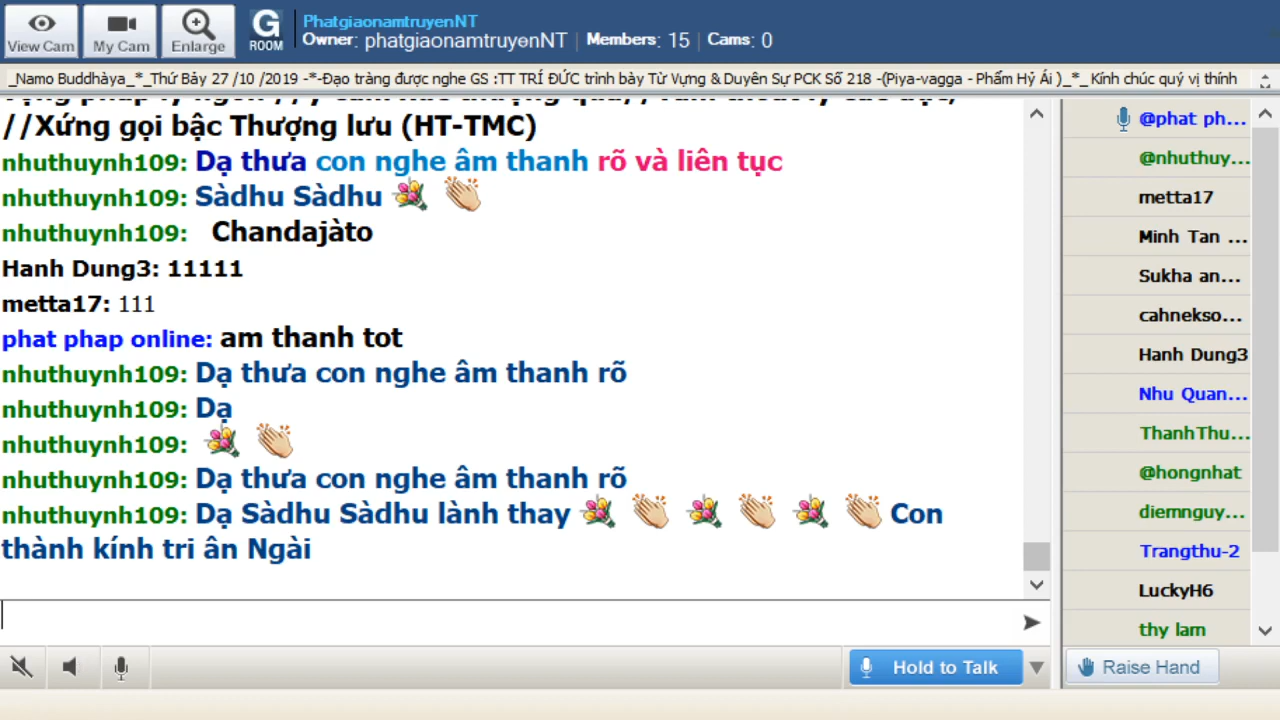 View Cam
My Cam
Enlarge
G
ROOM
PhatgiaonamtruyenNT
Owner: phatgiaonamtruyenNT | Members: 15 | Cams: 0
_Namo Buddhàya_*_Thứ Bảy 27 /10 /2019 -*-Đạo tràng được nghe GS :TT TRÍ ĐỨC trình bày Từ Vựng & Duyên Sự PCK Số 218 -(Piya-vagga - Phẩm Hỷ Ái )_*_ Kính chúc quý vị thính
//Xứng gọi bậc Thượng lưu (HT-TMC)
nhuthuynh109: Dạ thưa con nghe âm thanh rõ và liên tục
nhuthuynh109: Sàdhu Sàdhu
nhuthuynh109: Chandajàto
Hanh Dung3: 11111
metta17: 111
phat phap online: am thanh tot
nhuthuynh109: Dạ thưa con nghe âm thanh rõ
nhuthuynh109: Dạ
nhuthuynh109:
nhuthuynh109: Dạ thưa con nghe âm thanh rõ
nhuthuynh109: Dạ Sàdhu Sàdhu lành thay Con
thành kính tri ân Ngài
Hold to Talk
@phat ph...
@nhuthuy...
metta17
Minh Tan ...
Sukha an...
cahnekso...
Hanh Dung3
Nhu Quan...
ThanhThu...
@hongnhat
diemnguy...
Trangthu-2
LuckyH6
thy lam
Raise Hand